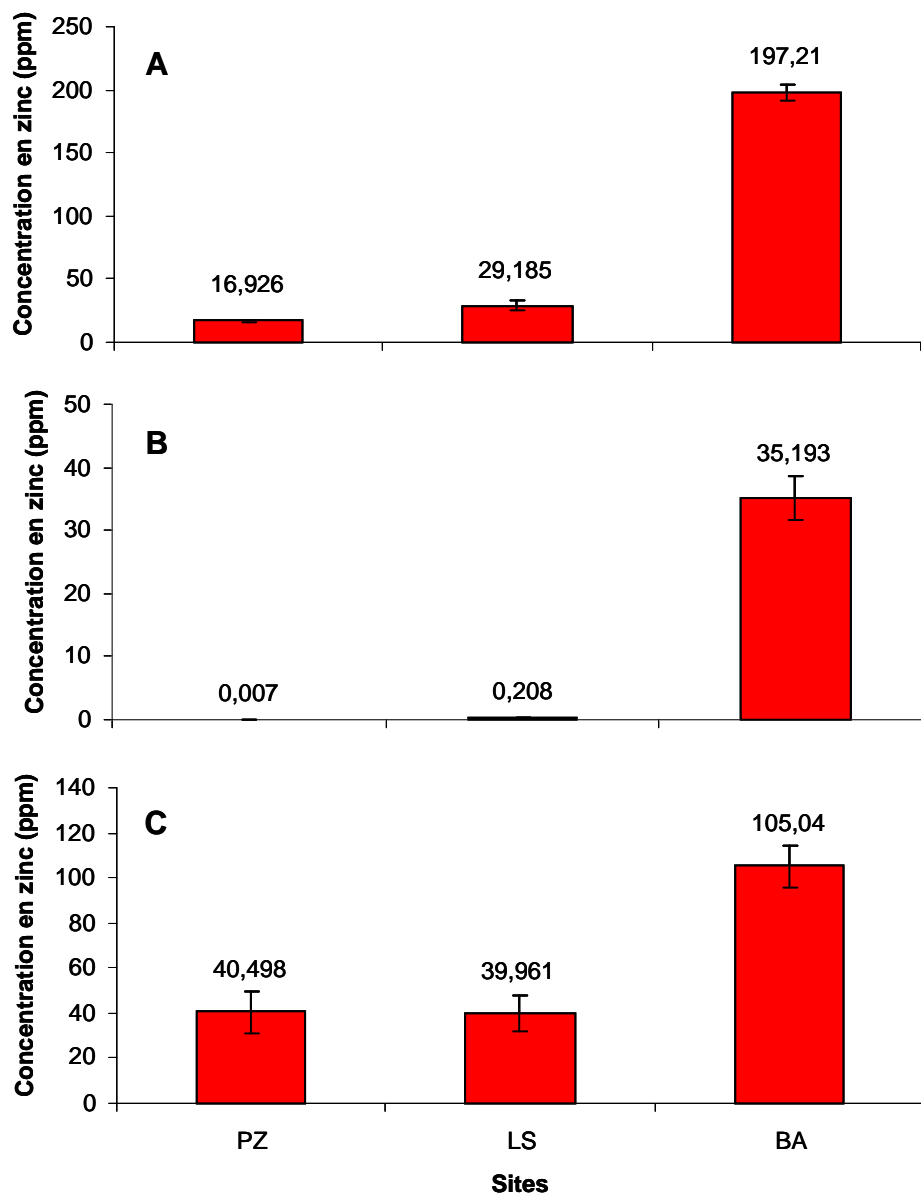 A
Concentration en zinc (ppm)
250
200
150
100
50
0
16,926
29,185
197,21
B
Concentration en zinc (ppm)
50
40
30
20
10
0
0,007
0,208
35,193
C
Concentration en zinc (ppm)
140
120
100
80
60
40
20
0
40,498
39,961
105,04
PZ
LS
BA
Sites